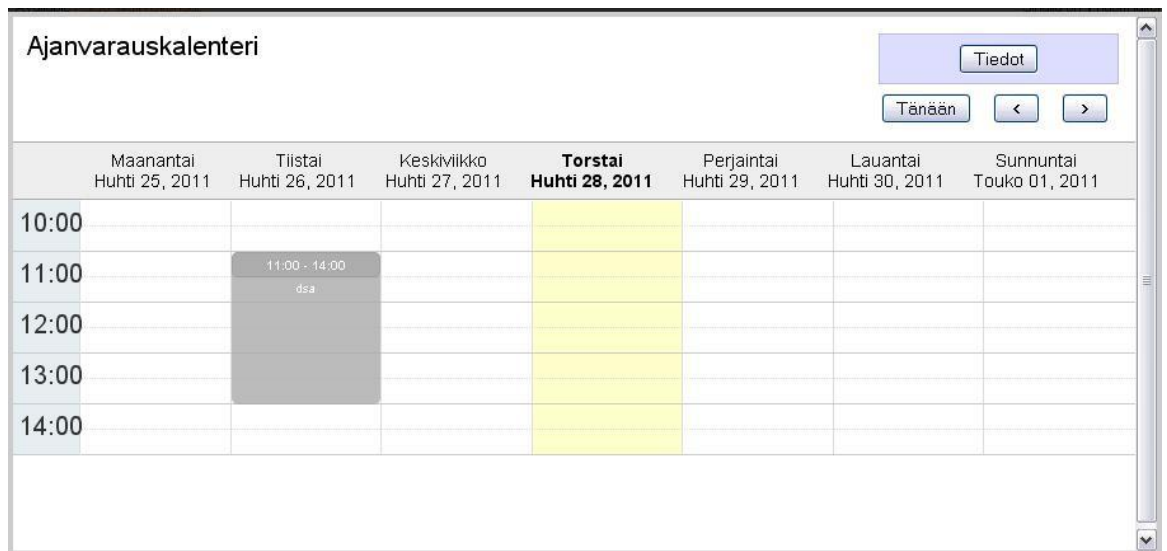 Ajanvarauskalenteri
Tiedot
Tänään < >
Maanantai Tiistai Keskiviikko Torstai Perjaintai Lauantai Sunnuntai
Huhti 25, 2011 Huhti 26, 2011 Huhti 27, 2011 Huhti 28, 2011 Huhti 29, 2011 Huhti 30, 2011 Touko 01, 2011
10:00
11:00 11:00 - 14:00
dsa
12:00
13:00
14:00